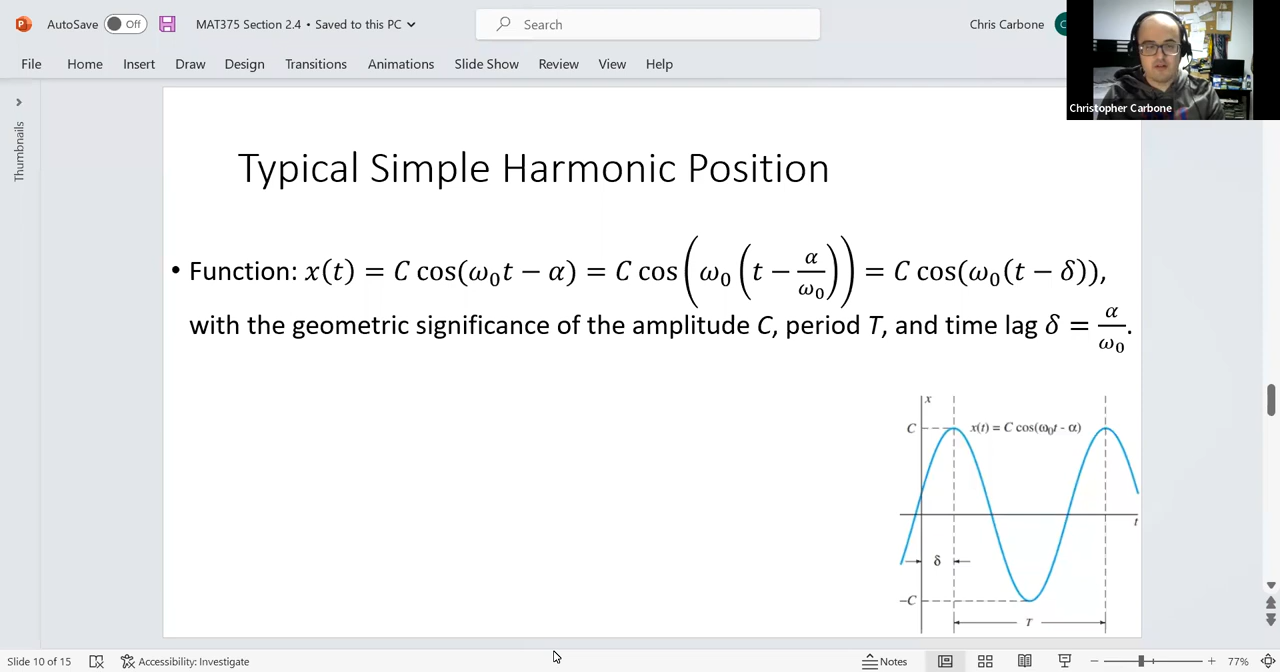 AutoSave Off MAT375 Section 2.4 • Saved to this PC Search Chris Carbone C
File Home Insert Draw Design Transitions Animations Slide Show Review View Help
Christopher Carbone
Thumbnails
Typical Simple Harmonic Position
• Function: x(t) = C cos(ω₀t − α) = C cos(ω₀(t − α/ω₀)) = C cos(ω₀(t − δ)),
with the geometric significance of the amplitude C, period T, and time lag δ = α/ω₀.
x
C x(t) = C cos(ω₀t - α)
t
δ
−C
T
Slide 10 of 15 Accessibility: Investigate Notes 77%